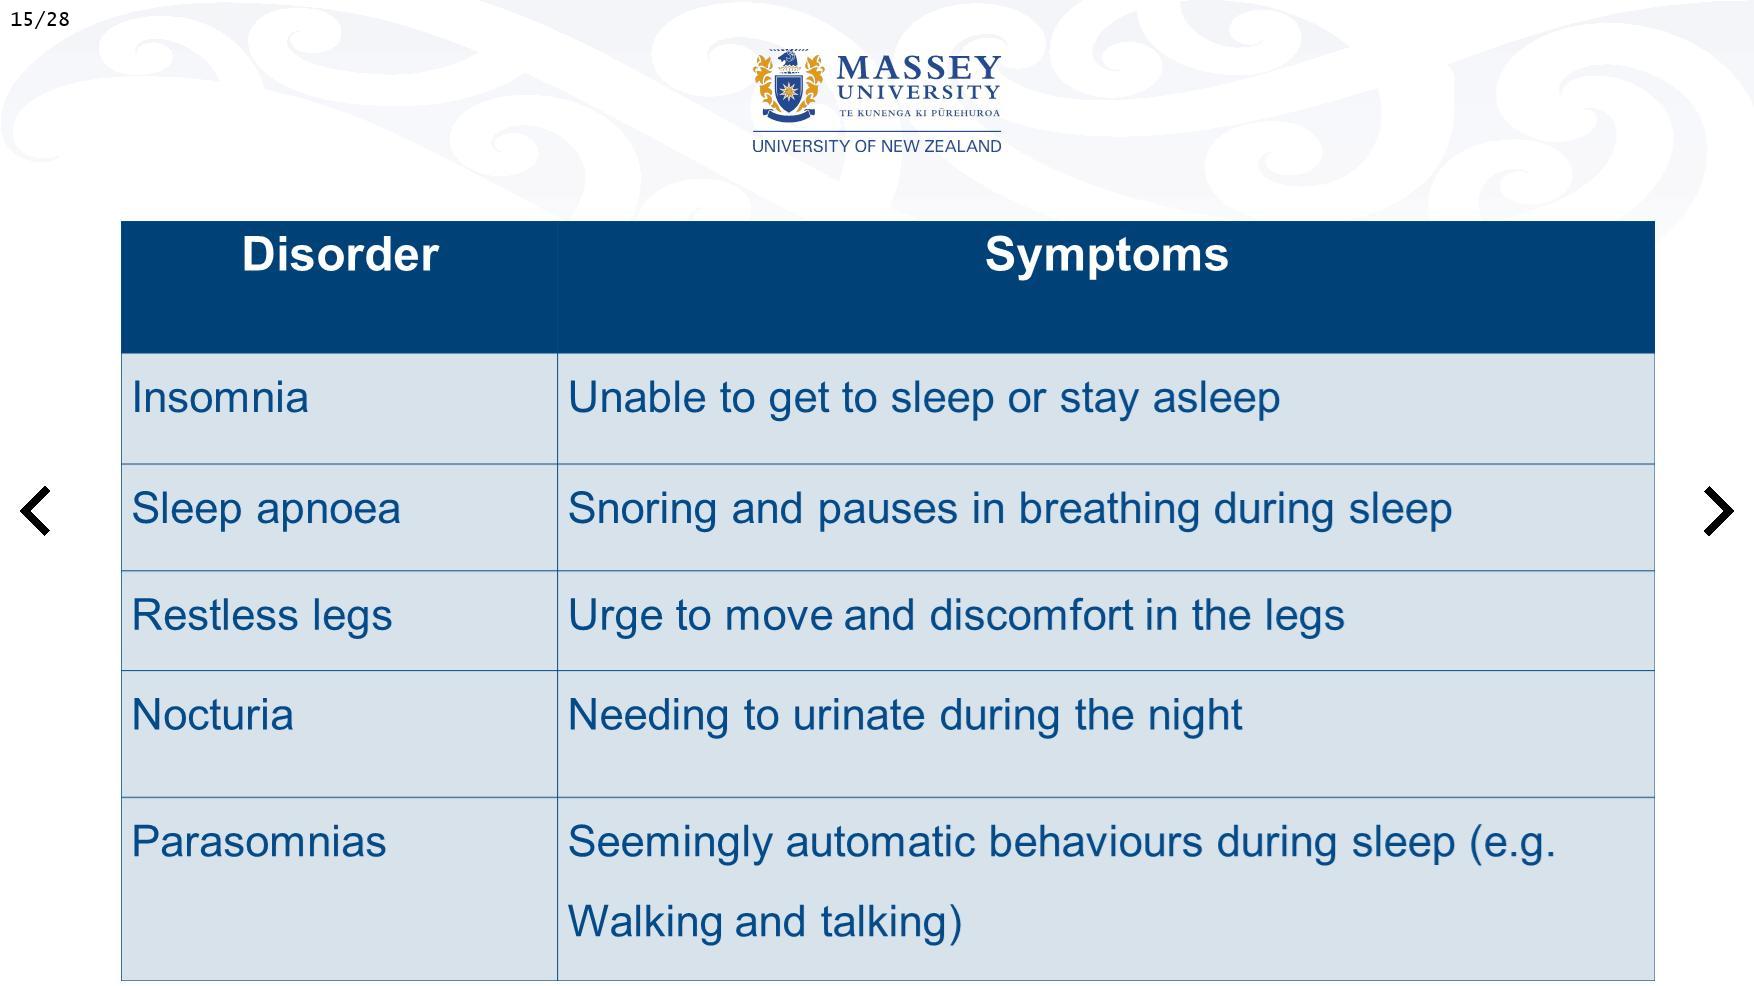 15/28
MASSEY
UNIVERSITY
TE KUNENGA KI PŪREHUROA
UNIVERSITY OF NEW ZEALAND
Disorder Symptoms
Insomnia Unable to get to sleep or stay asleep
Sleep apnoea Snoring and pauses in breathing during sleep
Restless legs Urge to move and discomfort in the legs
Nocturia Needing to urinate during the night
Parasomnias Seemingly automatic behaviours during sleep (e.g.
Walking and talking)